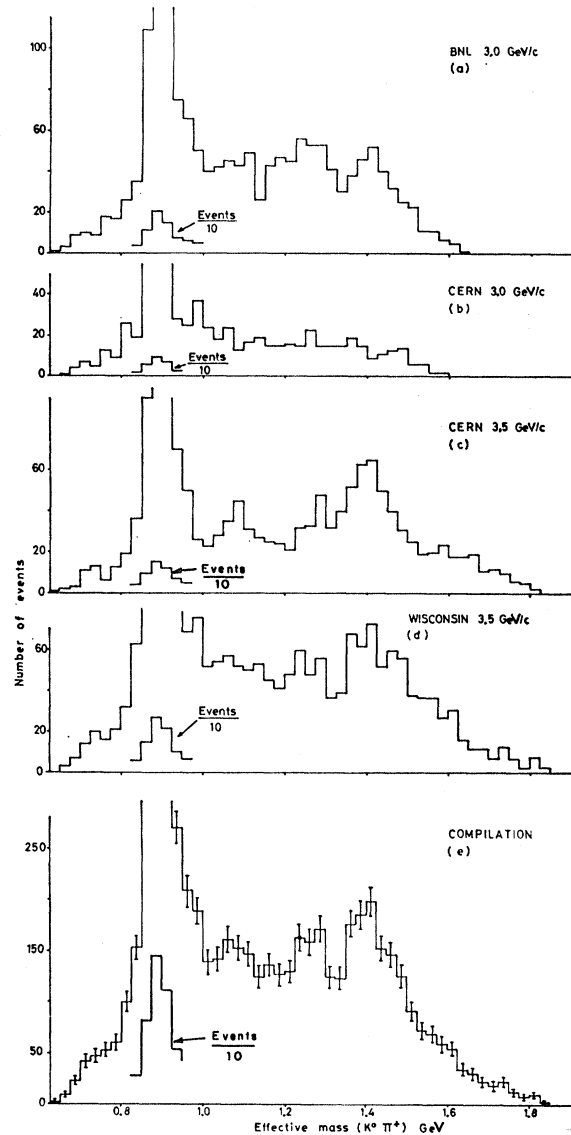 100
60
20
0
BNL 3,0 GeV/c
(a)
Events
10
40
20
0
CERN 3,0 GeV/c
(b)
Events
10
60
20
0
CERN 3,5 GeV/c
(c)
Events
10
60
20
0
WISCONSIN 3,5 GeV/c
(d)
Events
10
Number of events
250
150
50
0
COMPILATION
(e)
Events
10
0,8 1,0 1,2 1,4 1,6 1,8
Effective mass (K° Π⁺) GeV